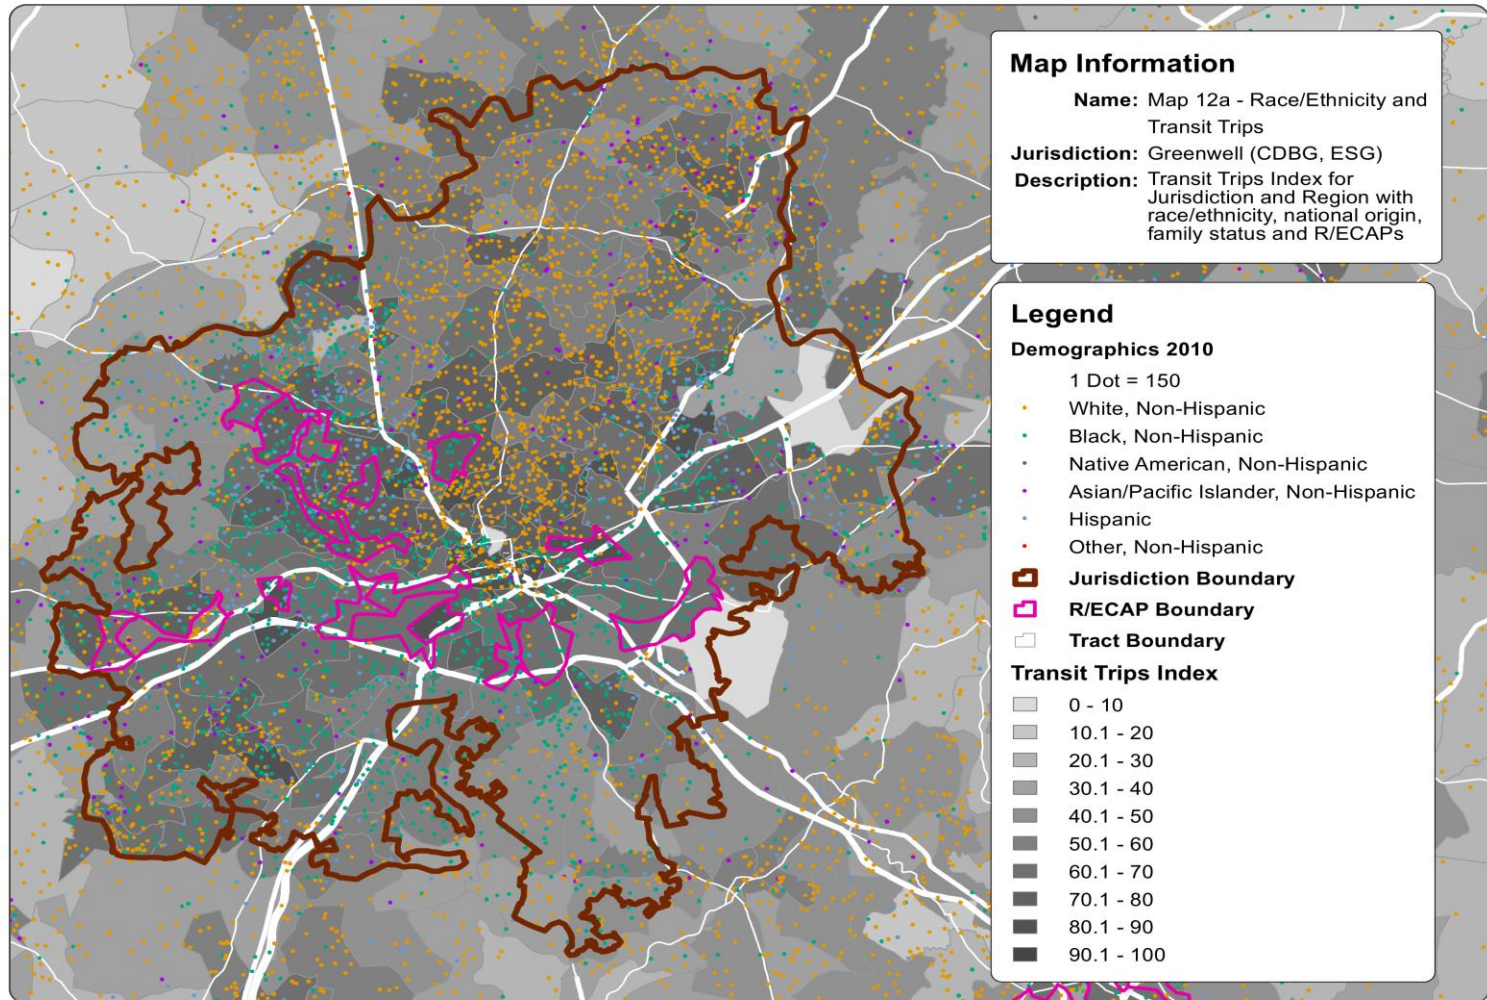 Map Information
Name: Map 12a - Race/Ethnicity and
Transit Trips
Jurisdiction: Greenwell (CDBG, ESG)
Description: Transit Trips Index for
Jurisdiction and Region with
race/ethnicity, national origin,
family status and R/ECAPs
Legend
Demographics 2010
1 Dot = 150
White, Non-Hispanic
Black, Non-Hispanic
Native American, Non-Hispanic
Asian/Pacific Islander, Non-Hispanic
Hispanic
Other, Non-Hispanic
Jurisdiction Boundary
R/ECAP Boundary
Tract Boundary
Transit Trips Index
0 - 10
10.1 - 20
20.1 - 30
30.1 - 40
40.1 - 50
50.1 - 60
60.1 - 70
70.1 - 80
80.1 - 90
90.1 - 100